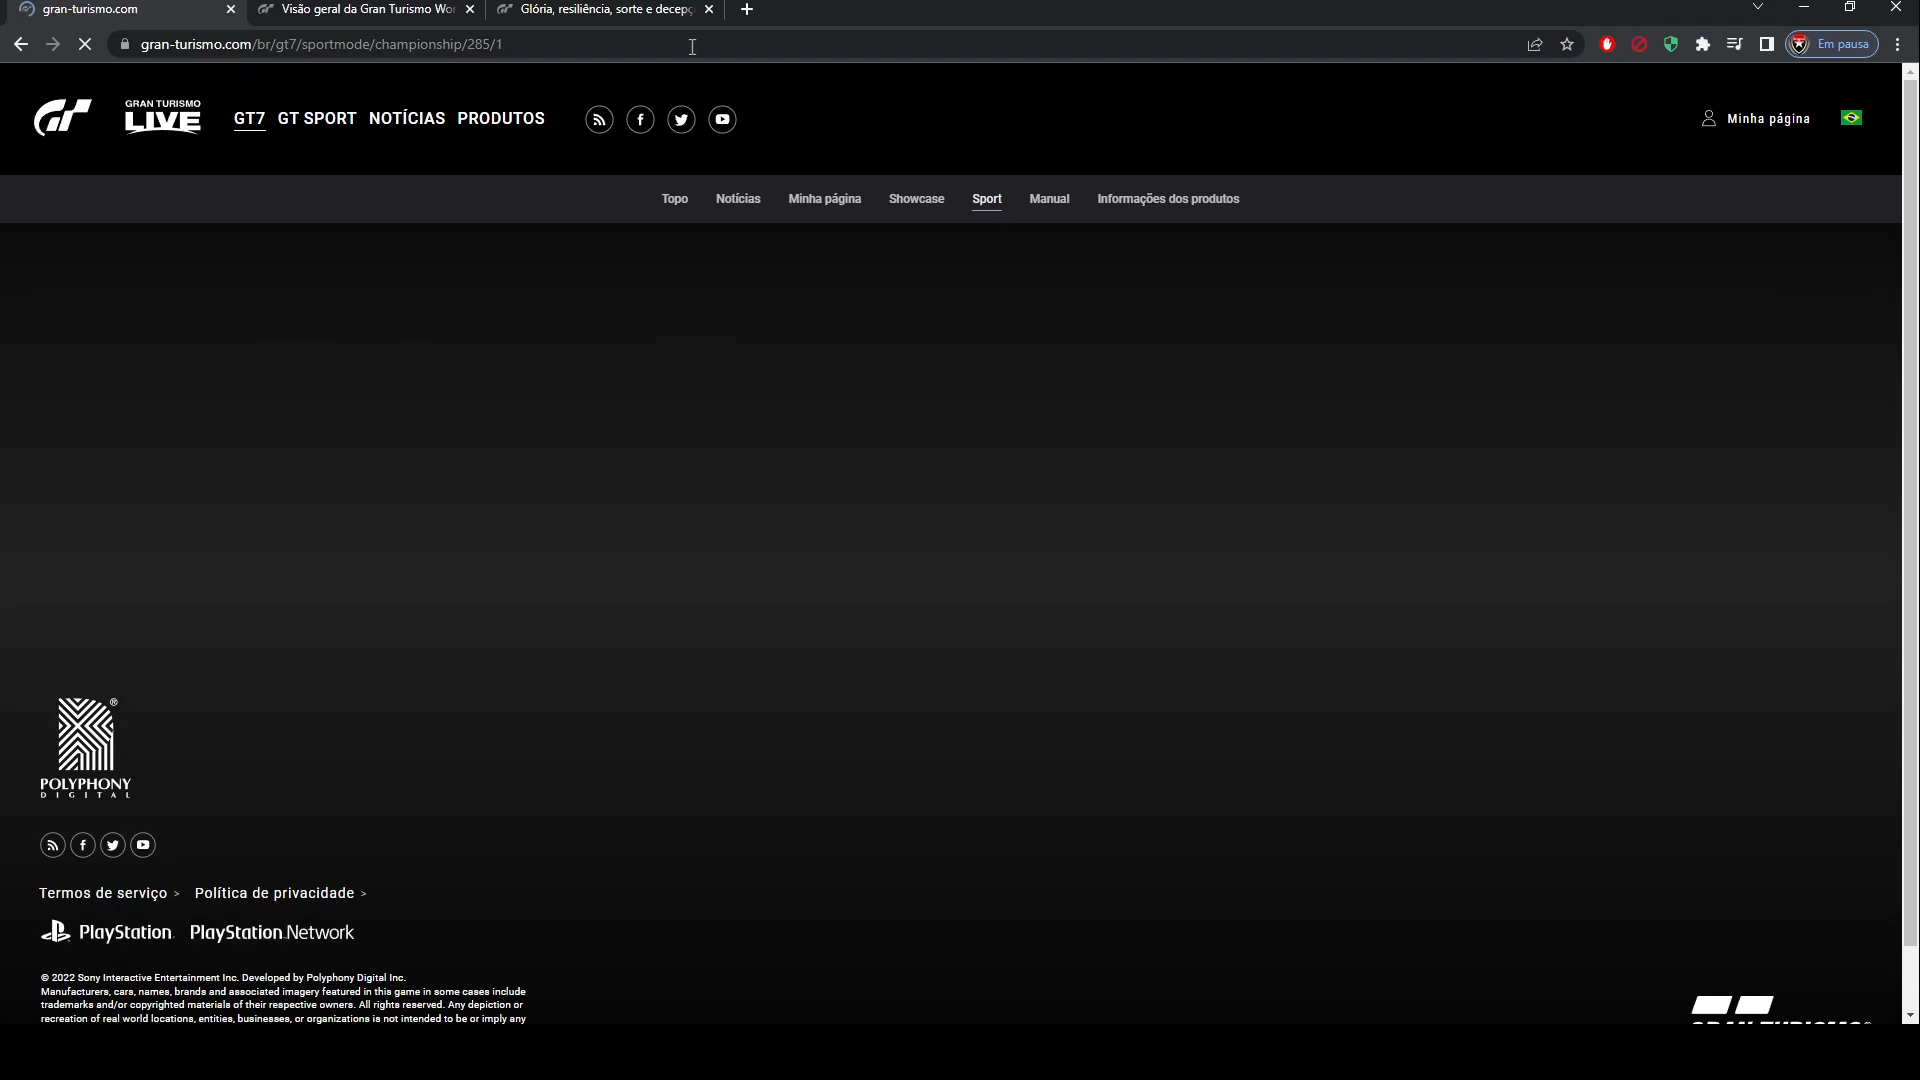 gran-turismo.com
Visão geral da Gran Turismo Wor
Glória, resiliência, sorte e decepç
gran-turismo.com/br/gt7/sportmode/championship/285/1
Em pausa
GRAN TURISMO
LIVE
GT7 GT SPORT NOTÍCIAS PRODUTOS
Minha página
Topo Notícias Minha página Showcase Sport Manual Informações dos produtos
POLYPHONY
DIGITAL
Termos de serviço > Política de privacidade >
PlayStation PlayStation Network
© 2022 Sony Interactive Entertainment Inc. Developed by Polyphony Digital Inc.
Manufacturers, cars, names, brands and associated imagery featured in this game in some cases include
trademarks and/or copyrighted materials of their respective owners. All rights reserved. Any depiction or
recreation of real world locations, entities, businesses, or organizations is not intended to be or imply any